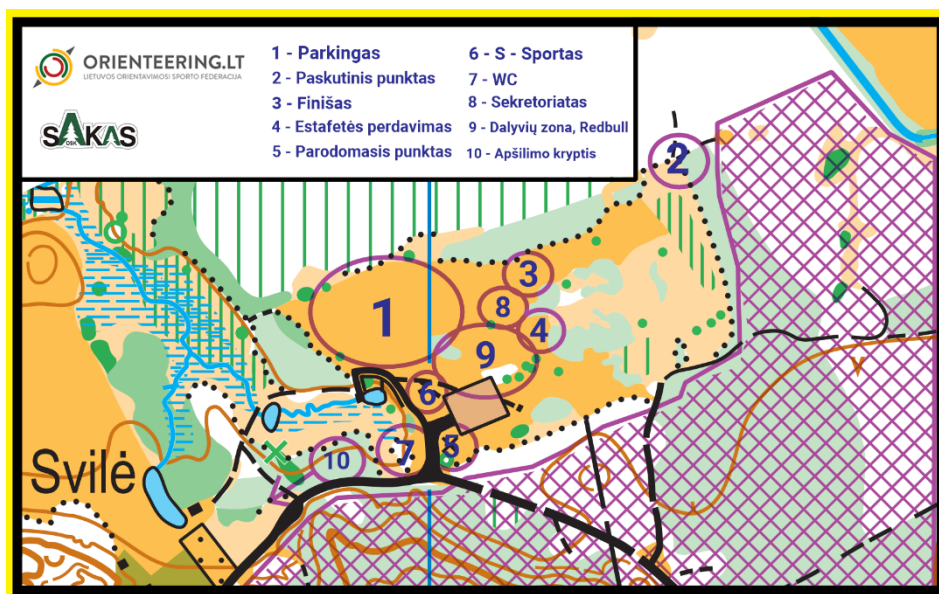 ORIENTEERING.LT
LIETUVOS ORIENTAVIMOSI SPORTO FEDERACIJA
SAKAS
OSK
1 - Parkingas
2 - Paskutinis punktas
3 - Finišas
4 - Estafetės perdavimas
5 - Parodomasis punktas
6 - S - Sportas
7 - WC
8 - Sekretoriatas
9 - Dalyvių zona, Redbull
10 - Apšilimo kryptis
2
3
1
8
4
9
6
5
7
10
Svilė